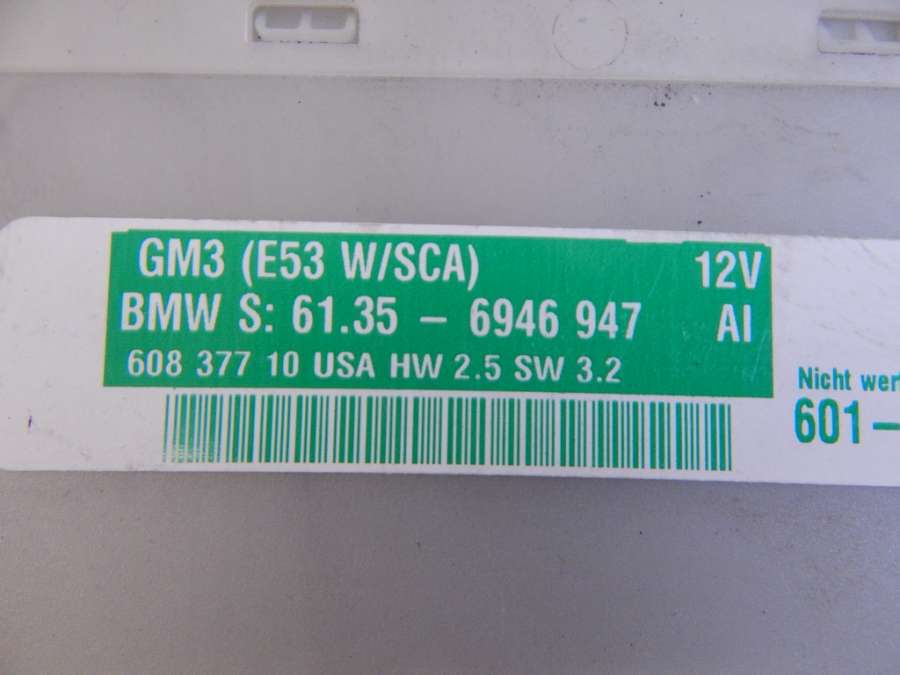 GM3 (E53 W/SCA) 12V
BMW S: 61.35 - 6946 947 AI
608 377 10 USA HW 2.5 SW 3.2
Nicht
601-